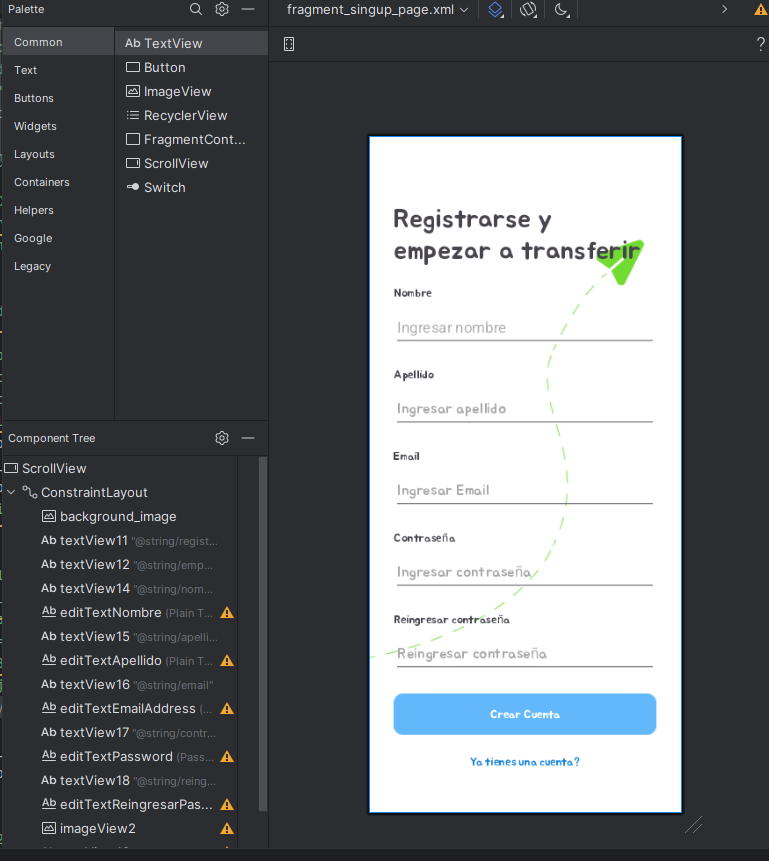 Palette
fragment_singup_page.xml
Common
Text
Buttons
Widgets
Layouts
Containers
Helpers
Google
Legacy
Ab TextView
Button
ImageView
RecyclerView
FragmentCont...
ScrollView
Switch
?
Registrarse y
empezar a transferir
Nombre
Ingresar nombre
Apellido
Ingresar apellido
Email
Ingresar Email
Contraseña
Ingresar contraseña
Reingresar contraseña
Reingresar contraseña
Crear Cuenta
Ya tienes una cuenta?
Component Tree
ScrollView
ConstraintLayout
background_image
Ab textView11 "@string/regist...
Ab textView12 "@string/emp...
Ab textView14 "@string/nom...
Ab editTextNombre (Plain T...
Ab textView15 "@string/apelli...
Ab editTextApellido (Plain T...
Ab textView16 "@string/email"
Ab editTextEmailAddress (...
Ab textView17 "@string/contr...
Ab editTextPassword (Pass...
Ab textView18 "@string/reing...
Ab editTextReingresarPas...
imageView2